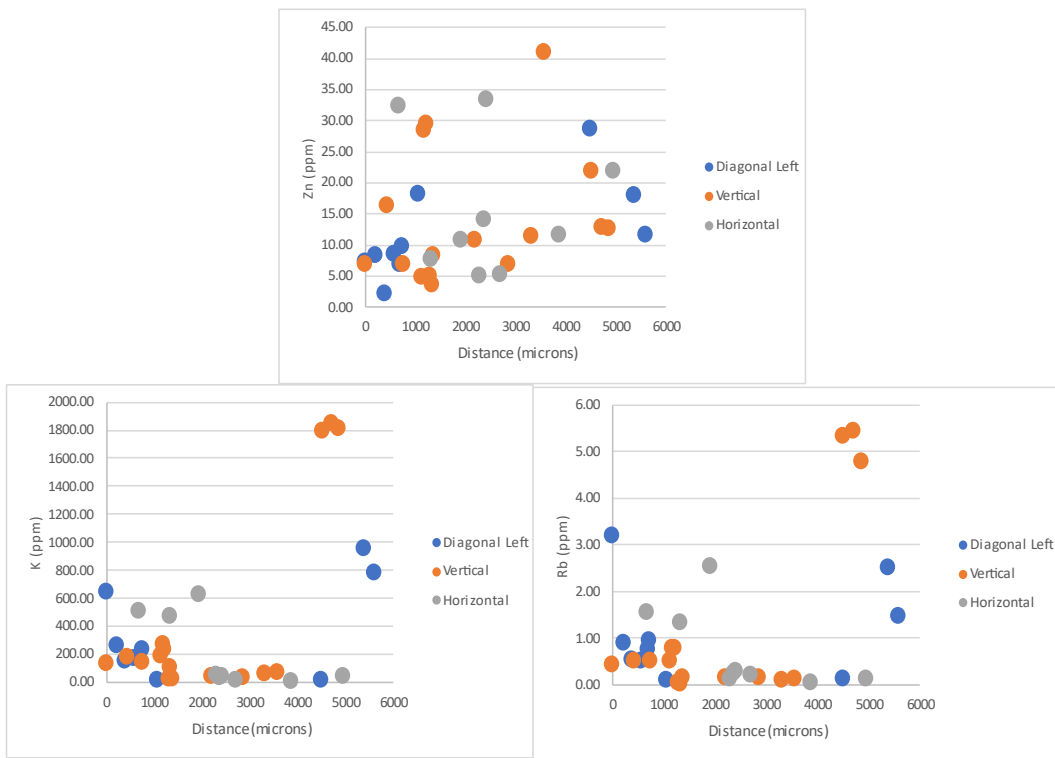 45.00
40.00
35.00
30.00
25.00
20.00
15.00
10.00
5.00
0.00
Zn (ppm)
0 1000 2000 3000 4000 5000 6000
Distance (microns)
Diagonal Left
Vertical
Horizontal
2000.00
1800.00
1600.00
1400.00
1200.00
1000.00
800.00
600.00
400.00
200.00
0.00
K (ppm)
0 1000 2000 3000 4000 5000 6000
Distance (microns)
Diagonal Left
Vertical
Horizontal
6.00
5.00
4.00
3.00
2.00
1.00
0.00
Rb (ppm)
0 1000 2000 3000 4000 5000 6000
Distance (microns)
Diagonal Left
Vertical
Horizontal